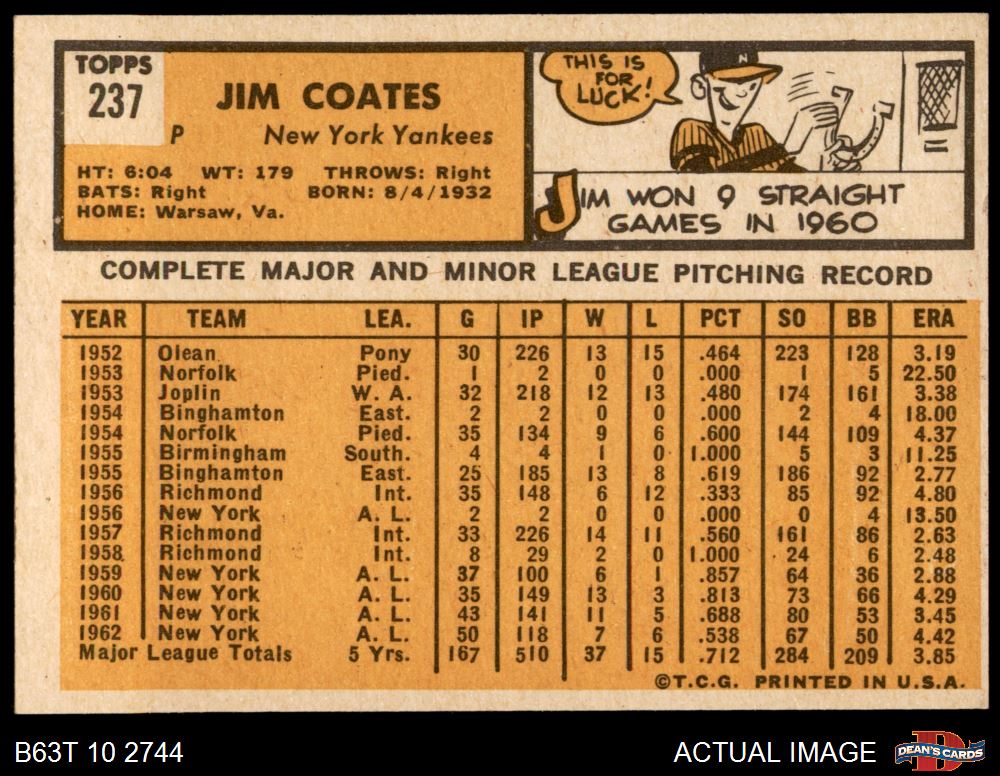 TOPPS
237
JIM COATES
P New York Yankees
HT: 6:04 WT: 179 THROWS: Right
BATS: Right BORN: 8/4/1932
HOME: Warsaw, Va.
THIS IS
FOR
LUCK!
N
JIM WON 9 STRAIGHT
GAMES IN 1960
COMPLETE MAJOR AND MINOR LEAGUE PITCHING RECORD
YEAR TEAM LEA. G IP W L PCT SO BB ERA
1952 Olean Pony 30 226 13 15 .464 223 128 3.19
1953 Norfolk Pied. 1 2 0 0 .000 1 5 22.50
1953 Joplin W. A. 32 218 12 13 .480 174 161 3.38
1954 Binghamton East. 2 2 0 0 .000 2 4 18.00
1954 Norfolk Pied. 35 134 9 6 .600 144 109 4.37
1955 Birmingham South. 4 4 1 0 1.000 5 3 11.25
1955 Binghamton East. 25 185 13 8 .619 186 92 2.77
1956 Richmond Int. 35 148 6 12 .333 85 92 4.80
1956 New York A. L. 2 2 0 0 .000 0 4 13.50
1957 Richmond Int. 33 226 14 11 .560 161 86 2.63
1958 Richmond Int. 8 29 2 0 1.000 24 6 2.48
1959 New York A. L. 37 100 6 1 .857 64 36 2.88
1960 New York A. L. 35 149 13 3 .813 73 66 4.29
1961 New York A. L. 43 141 11 5 .688 80 53 3.45
1962 New York A. L. 50 118 7 6 .538 67 50 4.42
Major League Totals 5 Yrs. 167 510 37 15 .712 284 209 3.85
©T.C.G. PRINTED IN U.S.A.
B63T 10 2744 ACTUAL IMAGE
D
DEAN'S CARDS